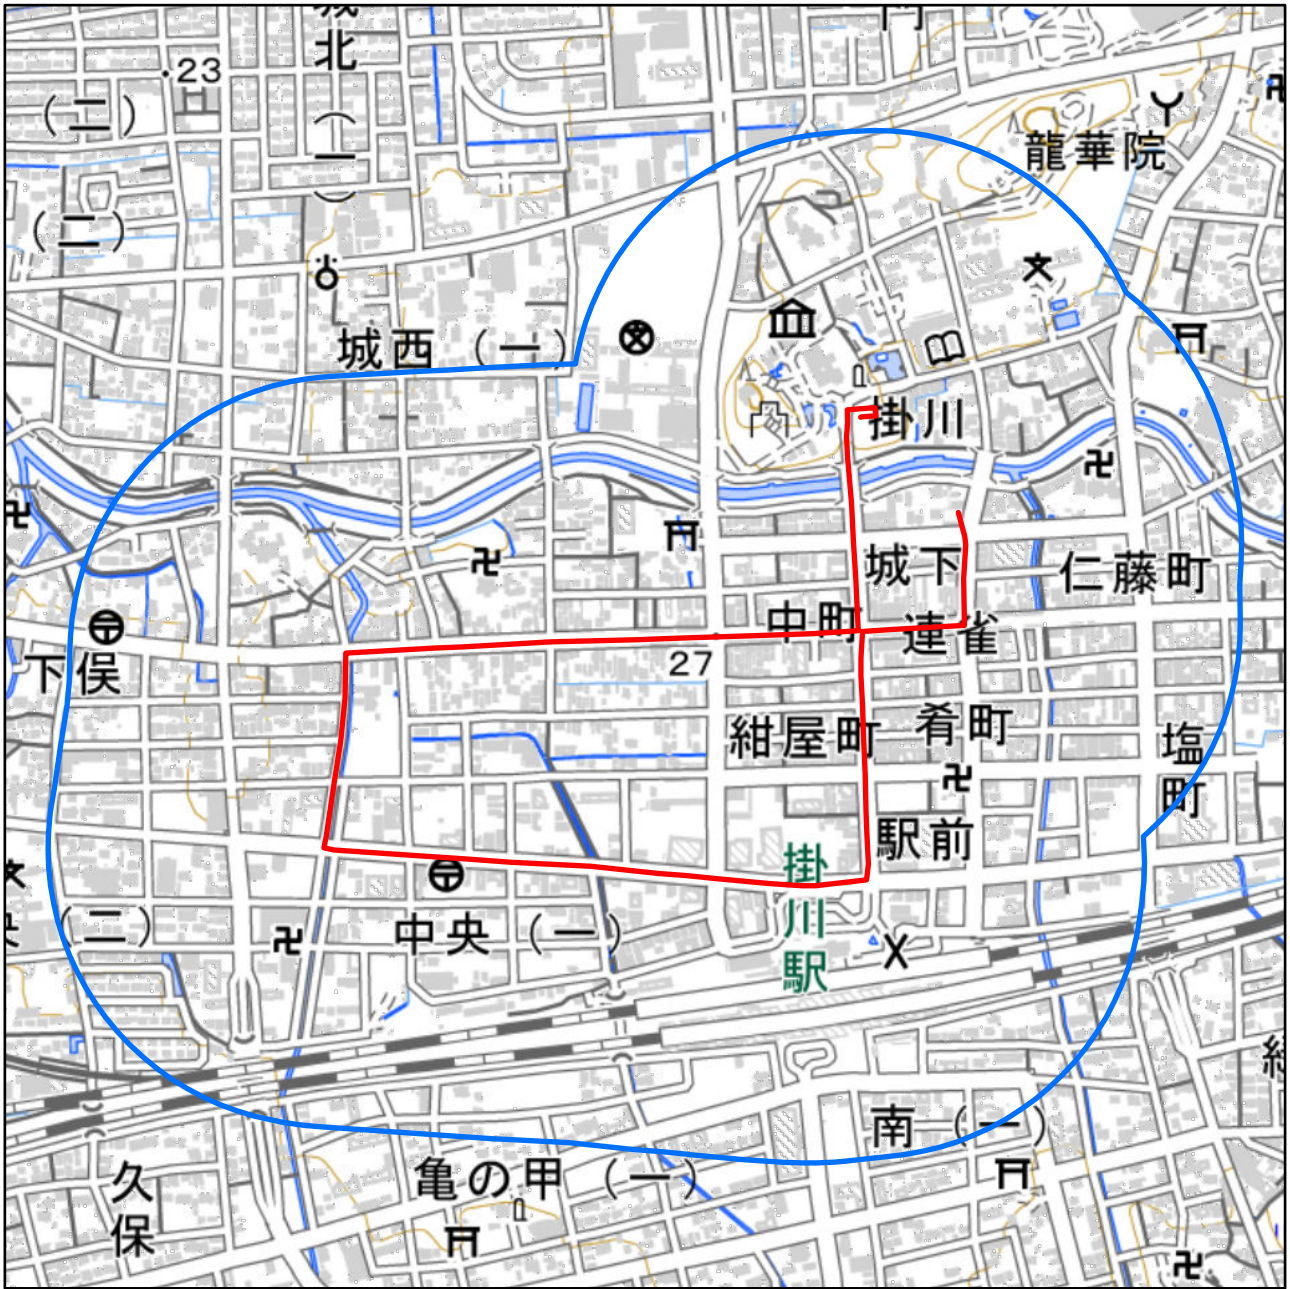 城北(一)
門
・23
(二)
龍華院
(二)
城西(一)
掛川
城下
仁藤町
中町
連雀
27
下俣
紺屋町
肴町
塩町
駅前
掛川駅
中央(一)
(二)
南(一)
亀の甲(一)
久保